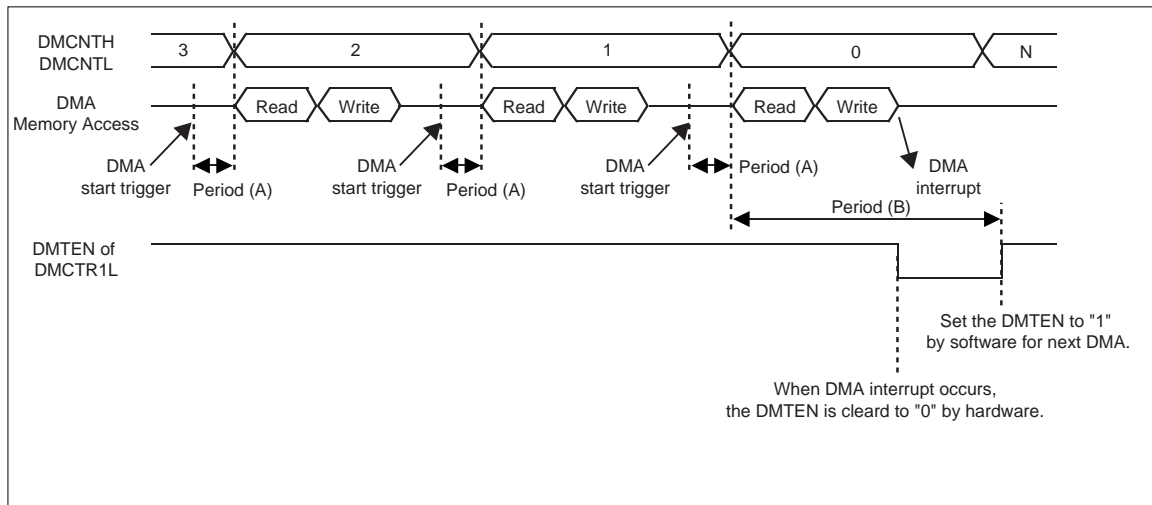 DMCNTH
DMCNTL
3
2
1
0
N
DMA
Memory Access
Read
Write
Read
Write
Read
Write
DMA
start trigger
Period (A)
DMA
start trigger
Period (A)
DMA
start trigger
Period (A)
DMA
interrupt
Period (B)
DMTEN of
DMCTR1L
Set the DMTEN to "1"
by software for next DMA.
When DMA interrupt occurs,
the DMTEN is cleard to "0" by hardware.